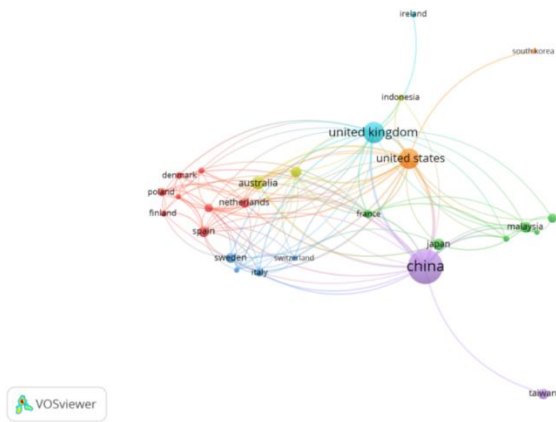 ireland
south korea
indonesia
united kingdom
united states
denmark
australia
poland
netherlands
finland
france
spain
malaysia
japan
sweden
switzerland
china
italy
taiwan
VOSviewer